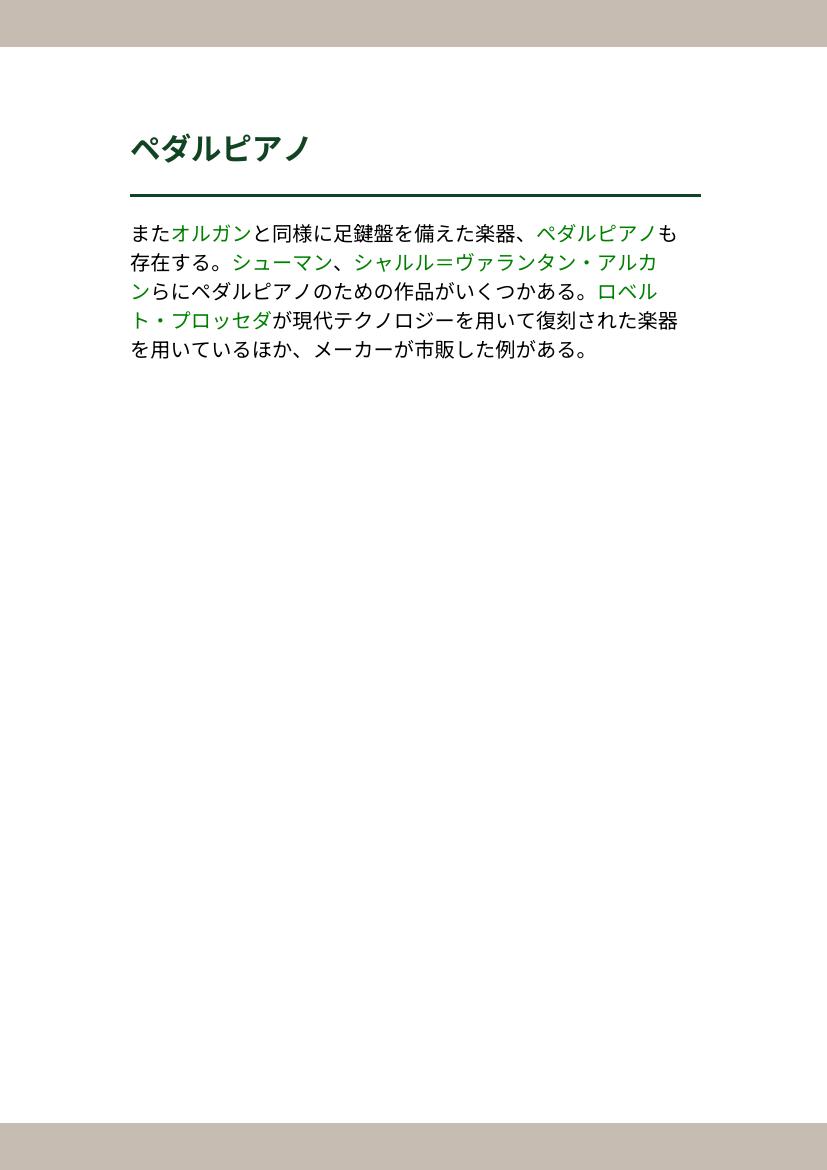 ペダルピアノ
またオルガンと同様に足鍵盤を備えた楽器、ペダルピアノも
存在する。シューマン、シャルル＝ヴァランタン・アルカ
ンらにペダルピアノのための作品がいくつかある。ロベル
ト・プロッセダが現代テクノロジーを用いて復刻された楽器
を用いているほか、メーカーが市販した例がある。